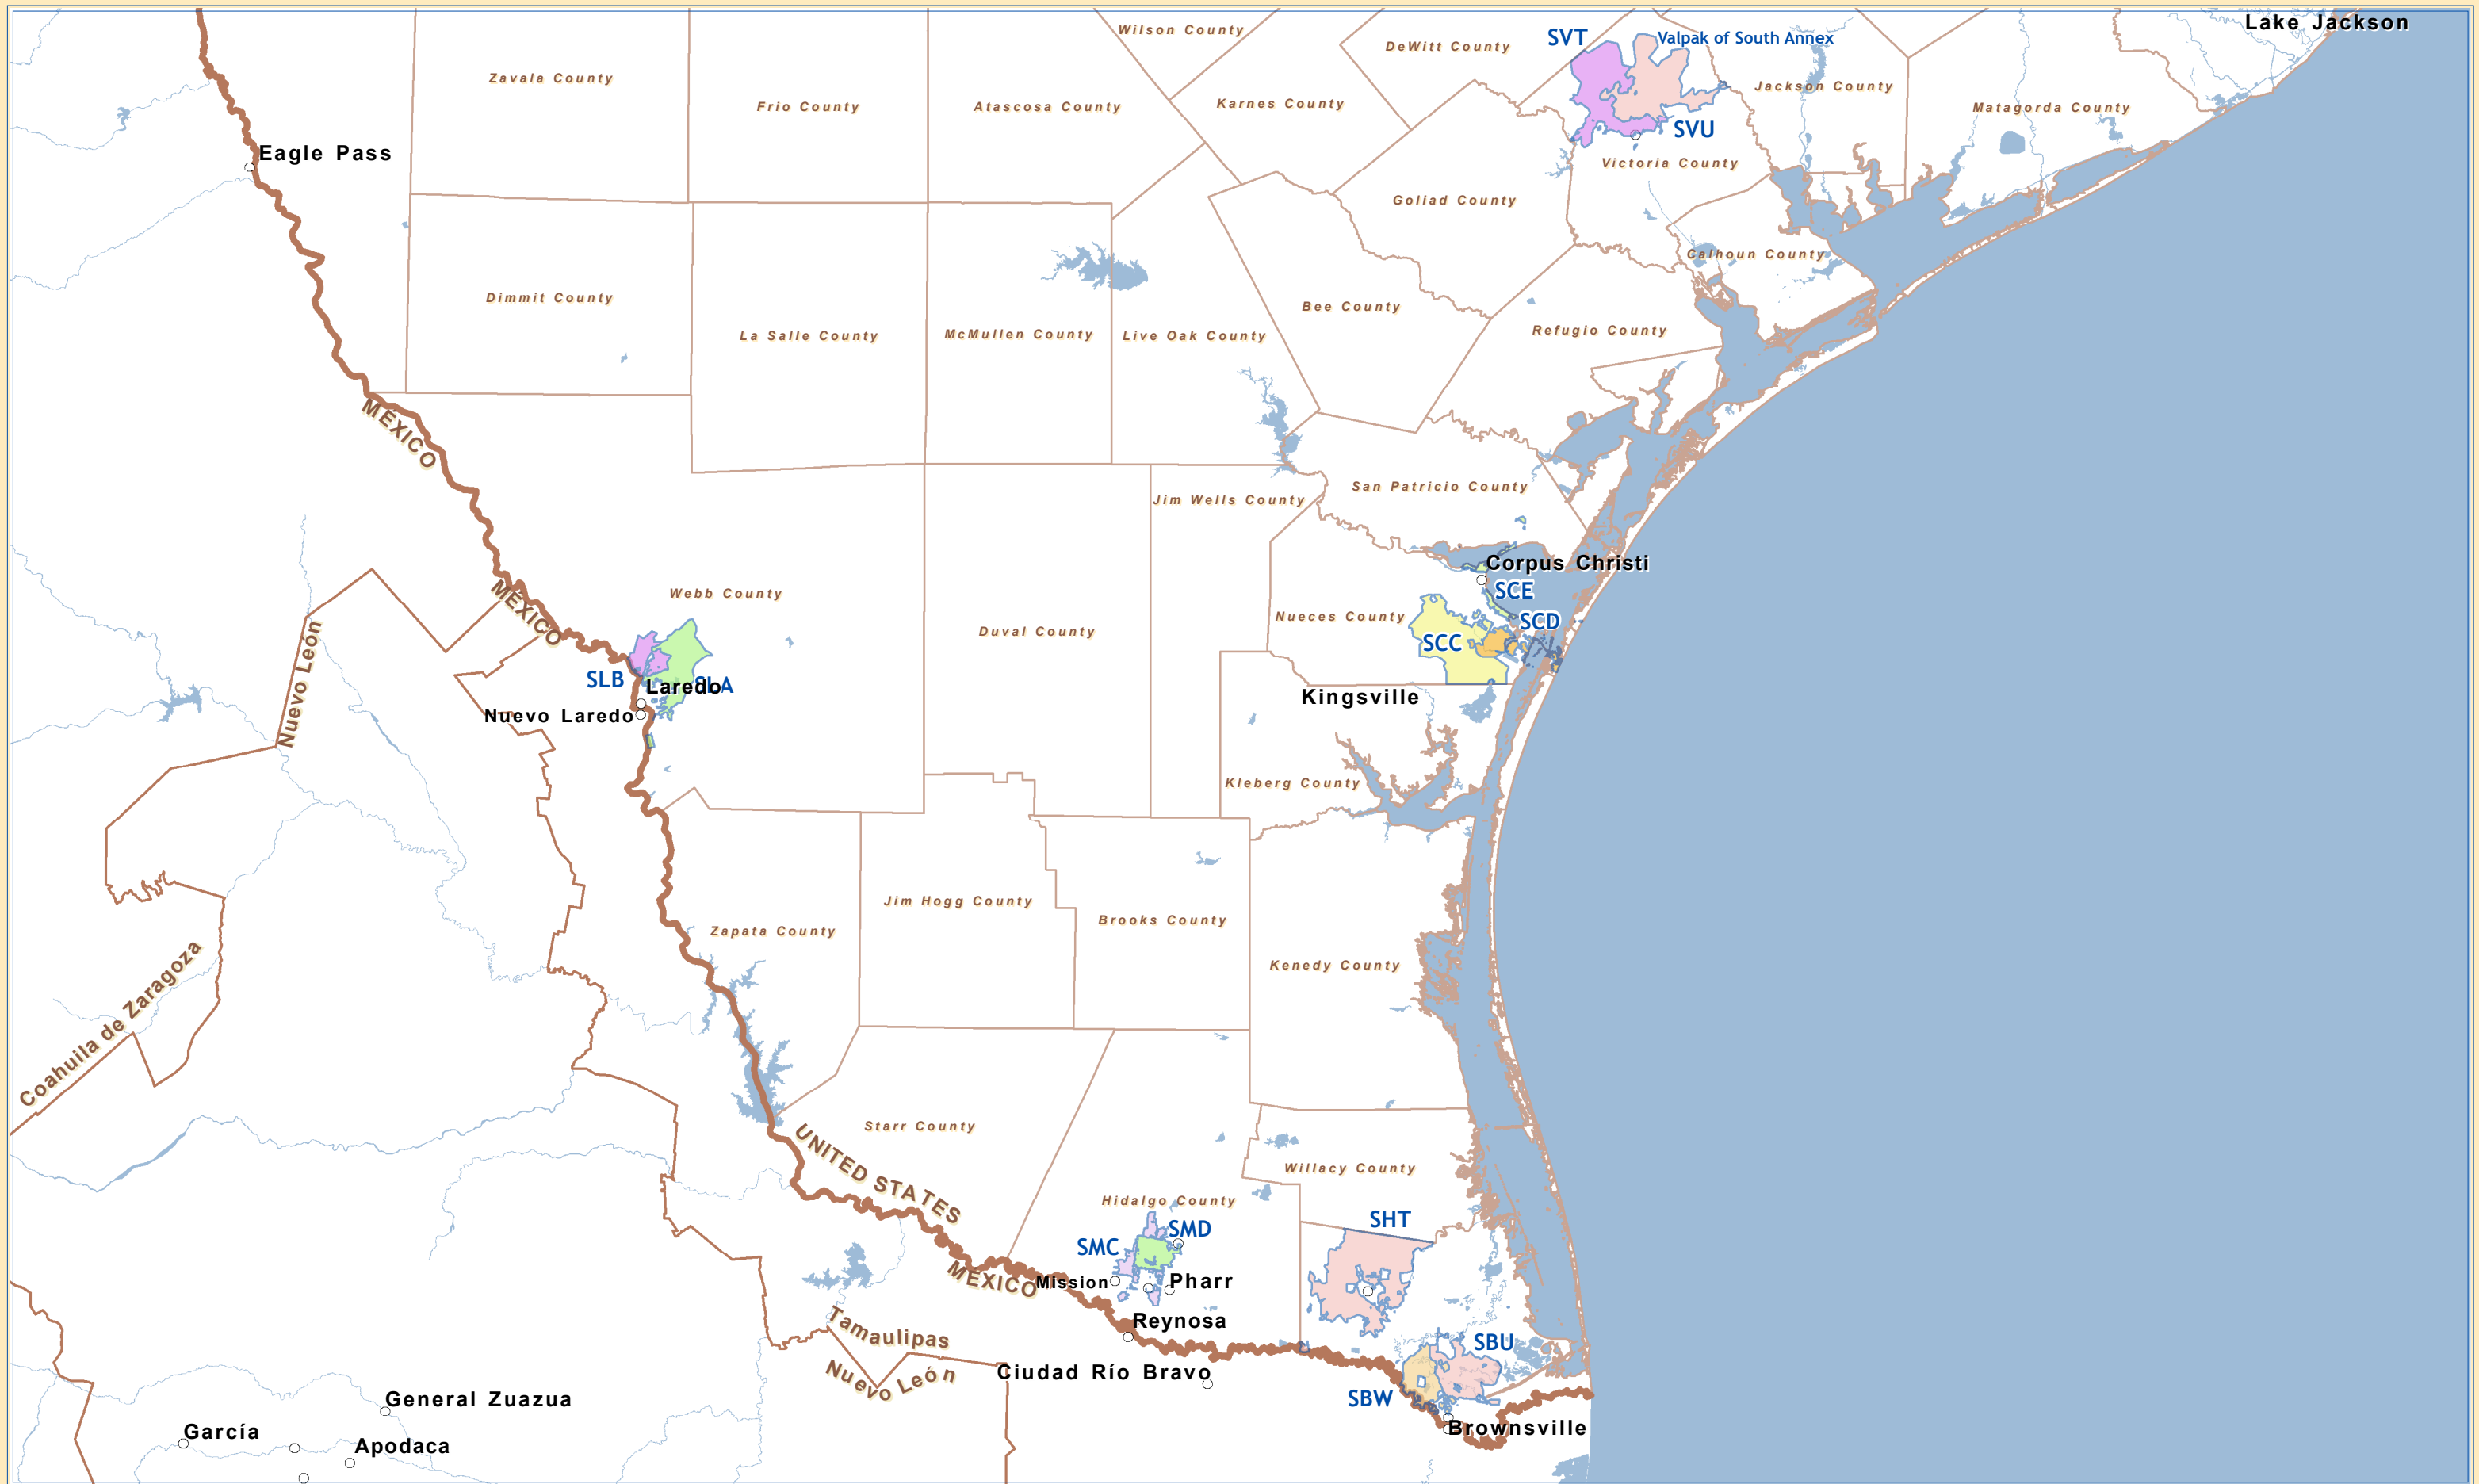 Lake Jackson
Wilson County
DeWitt County
SVT
Valpak of South Annex
Zavala County
Frio County
Atascosa County
Karnes County
Jackson County
Matagorda County
SVU
Eagle Pass
Victoria County
Goliad County
Calhoun County
Dimmit County
La Salle County
McMullen County
Live Oak County
Bee County
Refugio County
MÉXICO
Jim Wells County
San Patricio County
Corpus Christi
MÉXICO
Webb County
SCE
Nueces County
SCD
Duval County
SCC
Nuevo León
SLB
Laredo
SLA
Kingsville
Nuevo Laredo
Kleberg County
Jim Hogg County
Brooks County
Zapata County
Kenedy County
Coahuila de Zaragoza
Starr County
UNITED STATES
Willacy County
Hidalgo County
SMD
SHT
SMC
MÉXICO
Mission
Pharr
Reynosa
Tamaulipas
SBU
Nuevo León
Ciudad Río Bravo
SBW
General Zuazua
Brownsville
García
Apodaca